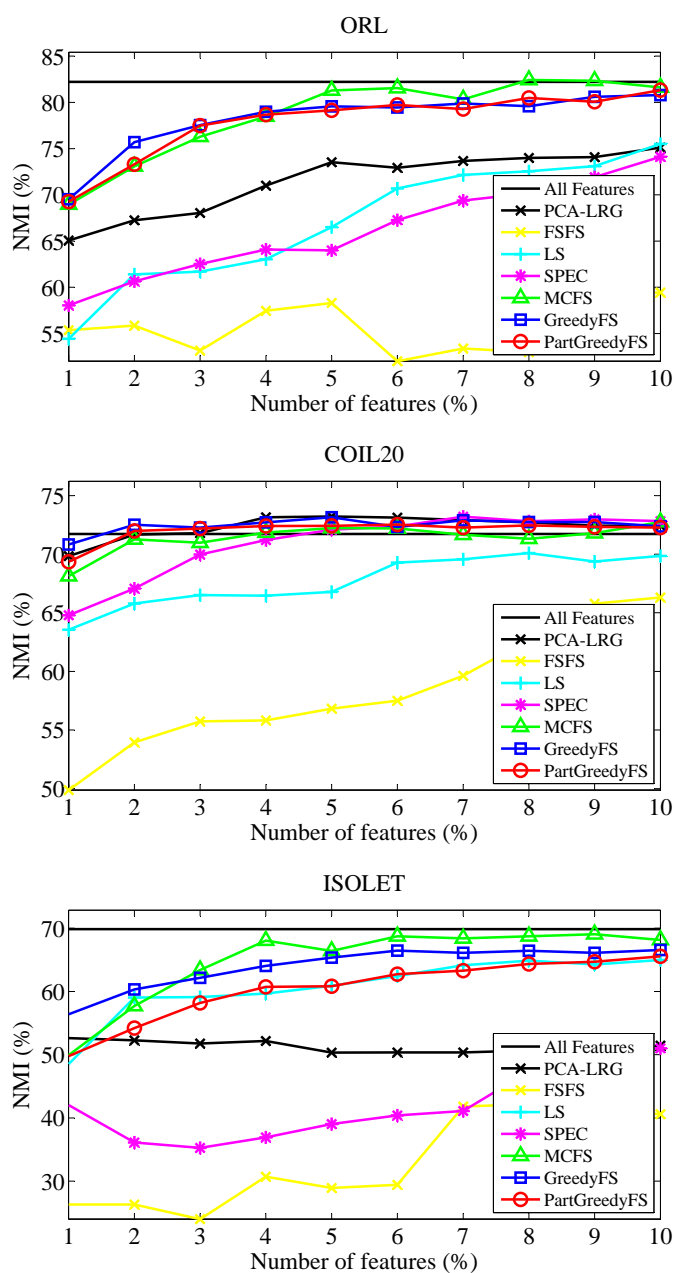 ORL
85
80
75
70
65
60
55
NMI (%)
All Features
PCA-LRG
FSFS
LS
SPEC
MCFS
GreedyFS
PartGreedyFS
1 2 3 4 5 6 7 8 9 10
Number of features (%)
COIL20
75
70
65
60
55
50
NMI (%)
All Features
PCA-LRG
FSFS
LS
SPEC
MCFS
GreedyFS
PartGreedyFS
1 2 3 4 5 6 7 8 9 10
Number of features (%)
ISOLET
70
60
50
40
30
NMI (%)
All Features
PCA-LRG
FSFS
LS
SPEC
MCFS
GreedyFS
PartGreedyFS
1 2 3 4 5 6 7 8 9 10
Number of features (%)